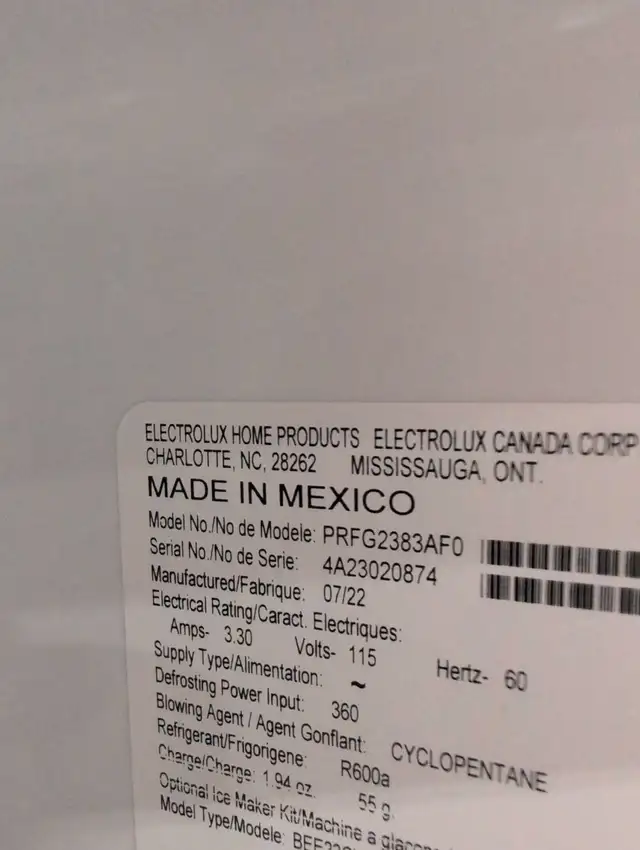 ELECTROLUX HOME PRODUCTS ELECTROLUX CANADA CORP
CHARLOTTE, NC, 28262 MISSISSAUGA, ONT.
MADE IN MEXICO
Model No./No de Modele: PRFG2383AF0
Serial No./No de Serie: 4A23020874
Manufactured/Fabrique: 07/22
Electrical Rating/Caract. Electriques:
Amps- 3.30 Volts- 115 Hertz- 60
Supply Type/Alimentation: ~
Defrosting Power Input: 360
Blowing Agent / Agent Gonflant: CYCLOPENTANE
Refrigerant/Frigorigene: R600a
Charge/Charge: 1.94 oz. 55 g.
Optional Ice Maker Kit/Machine a
Model Type/Modele: